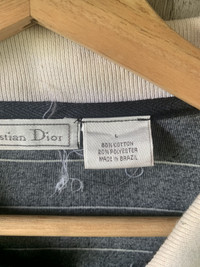 stian Dior
L
80% COTTON
20% POLYESTER
MADE IN BRAZIL